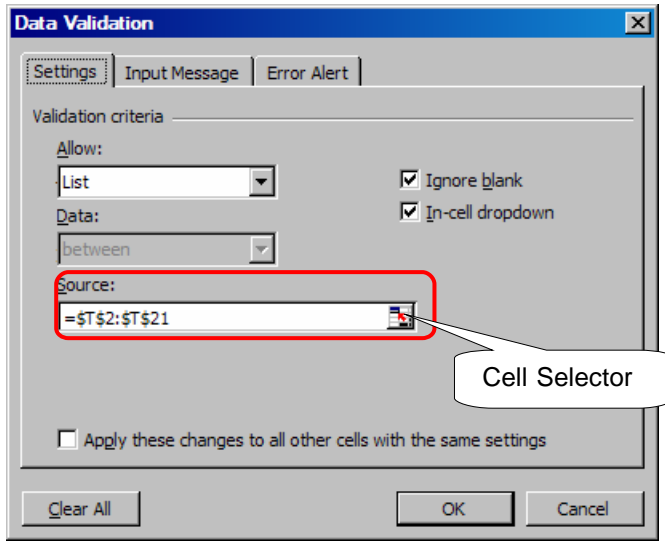 Data Validation
Settings Input Message Error Alert
Validation criteria
Allow:
List
Ignore blank
Data:
In-cell dropdown
between
Source:
=$T$2:$T$21
Cell Selector
Apply these changes to all other cells with the same settings
Clear All OK Cancel